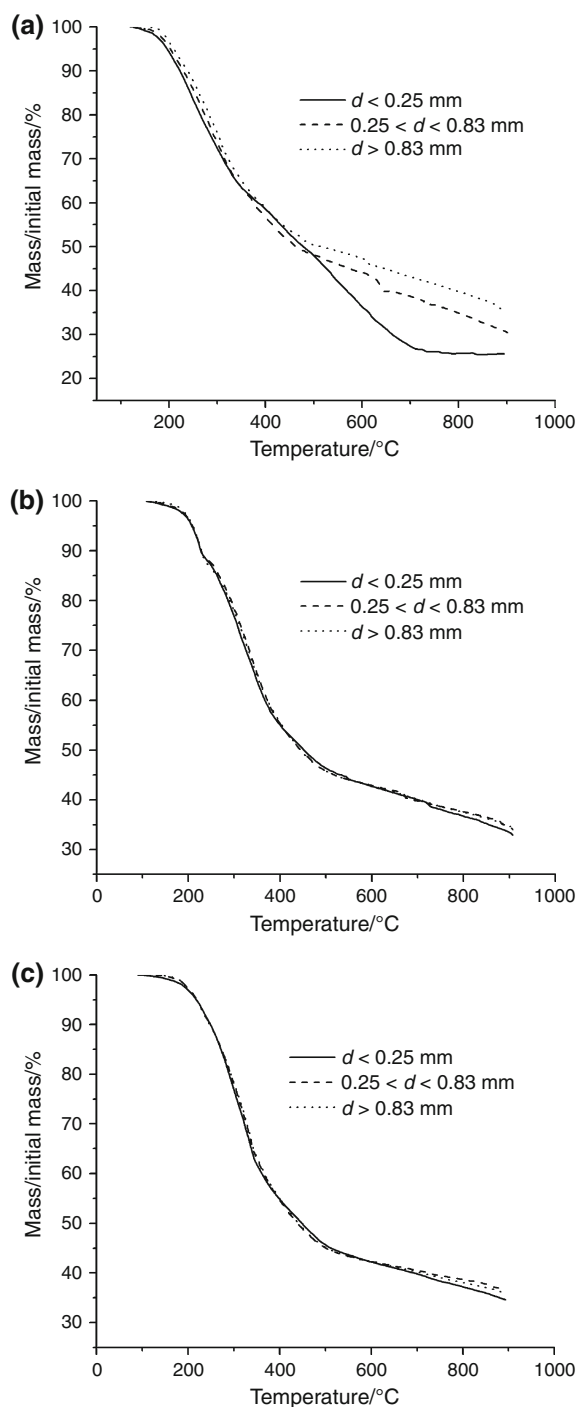 (a)
100
90
80
70
60
50
40
30
20
Mass/initial mass/%
d < 0.25 mm
0.25 < d < 0.83 mm
d > 0.83 mm
200 400 600 800 1000
Temperature/°C
(b)
100
90
80
70
60
50
40
30
Mass/initial mass/%
d < 0.25 mm
0.25 < d < 0.83 mm
d > 0.83 mm
0 200 400 600 800 1000
Temperature/°C
(c)
100
90
80
70
60
50
40
30
Mass/initial mass/%
d < 0.25 mm
0.25 < d < 0.83 mm
d > 0.83 mm
0 200 400 600 800 1000
Temperature/°C